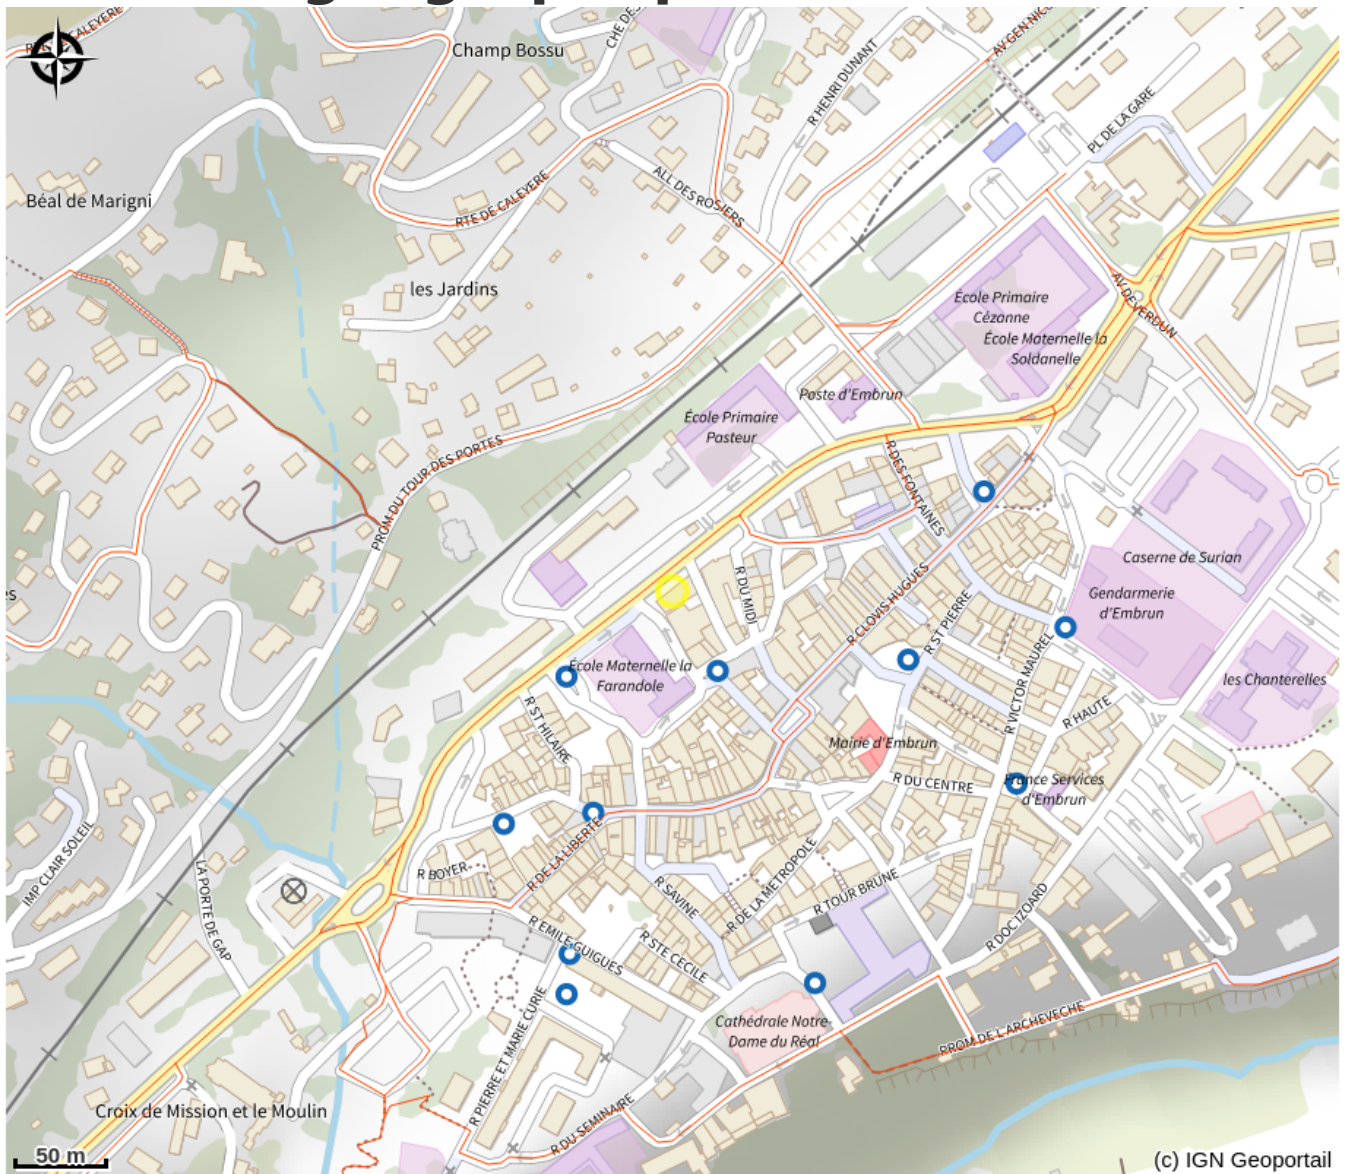 Champ Bossu
R HENRI DUNANT
AV GEN NIC
PL DE LA GARE
Béal de Marigni
RTE DE CALEYERE
ALL DES ROSIERS
les Jardins
École Primaire
Cézanne
École Maternelle la
Soldanelle
AV DE VERDUN
Poste d'Embrun
École Primaire
Pasteur
PROM DU TOUR DES PORTES
R DES FONTAINES
Caserne de Surian
Gendarmerie
d'Embrun
es
R DU MIDI
R CLOVIS HUGUES
R ST PIERRE
R VICTOR MAUREL
École Maternelle la
Farandole
les Chanterelles
R ST HILAIRE
R HAUTE
Mairie d'Embrun
R DU CENTRE
France Services
d'Embrun
IMP CLAIR SOLEIL
LA PORTE DE GAP
R BOYER
R DE LA LIBERTE
R SAVINE
R DE LA METROPOLE
R TOUR BRUNE
R DOC IZOARD
R EMILE GUIGUES
R STE CECILE
Cathédrale Notre-
Dame du Réal
PROM DE L ARCHEVECHE
R PIERRE ET MARIE CURIE
Croix de Mission et le Moulin
R DU SEMINAIRE
50 m
(c) IGN Geoportail